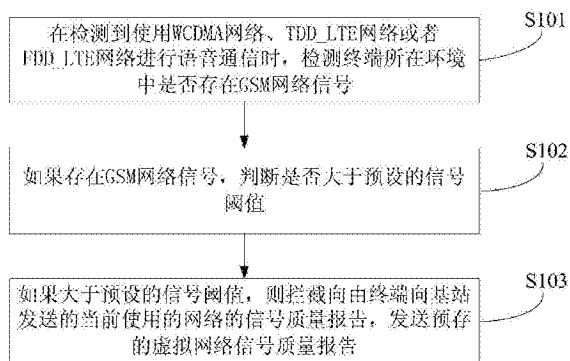 在检测到使用WCDMA网络、TDD_LTE网络或者
FDD_LTE网络进行语音通信时，检测终端所在环境
中是否存在GSM网络信号
S101
如果存在GSM网络信号，判断是否大于预设的信号
阈值
S102
如果大于预设的信号阈值，则拦截向由终端向基站
发送的当前使用的网络的信号质量报告，发送预存
的虚拟网络信号质量报告
S103